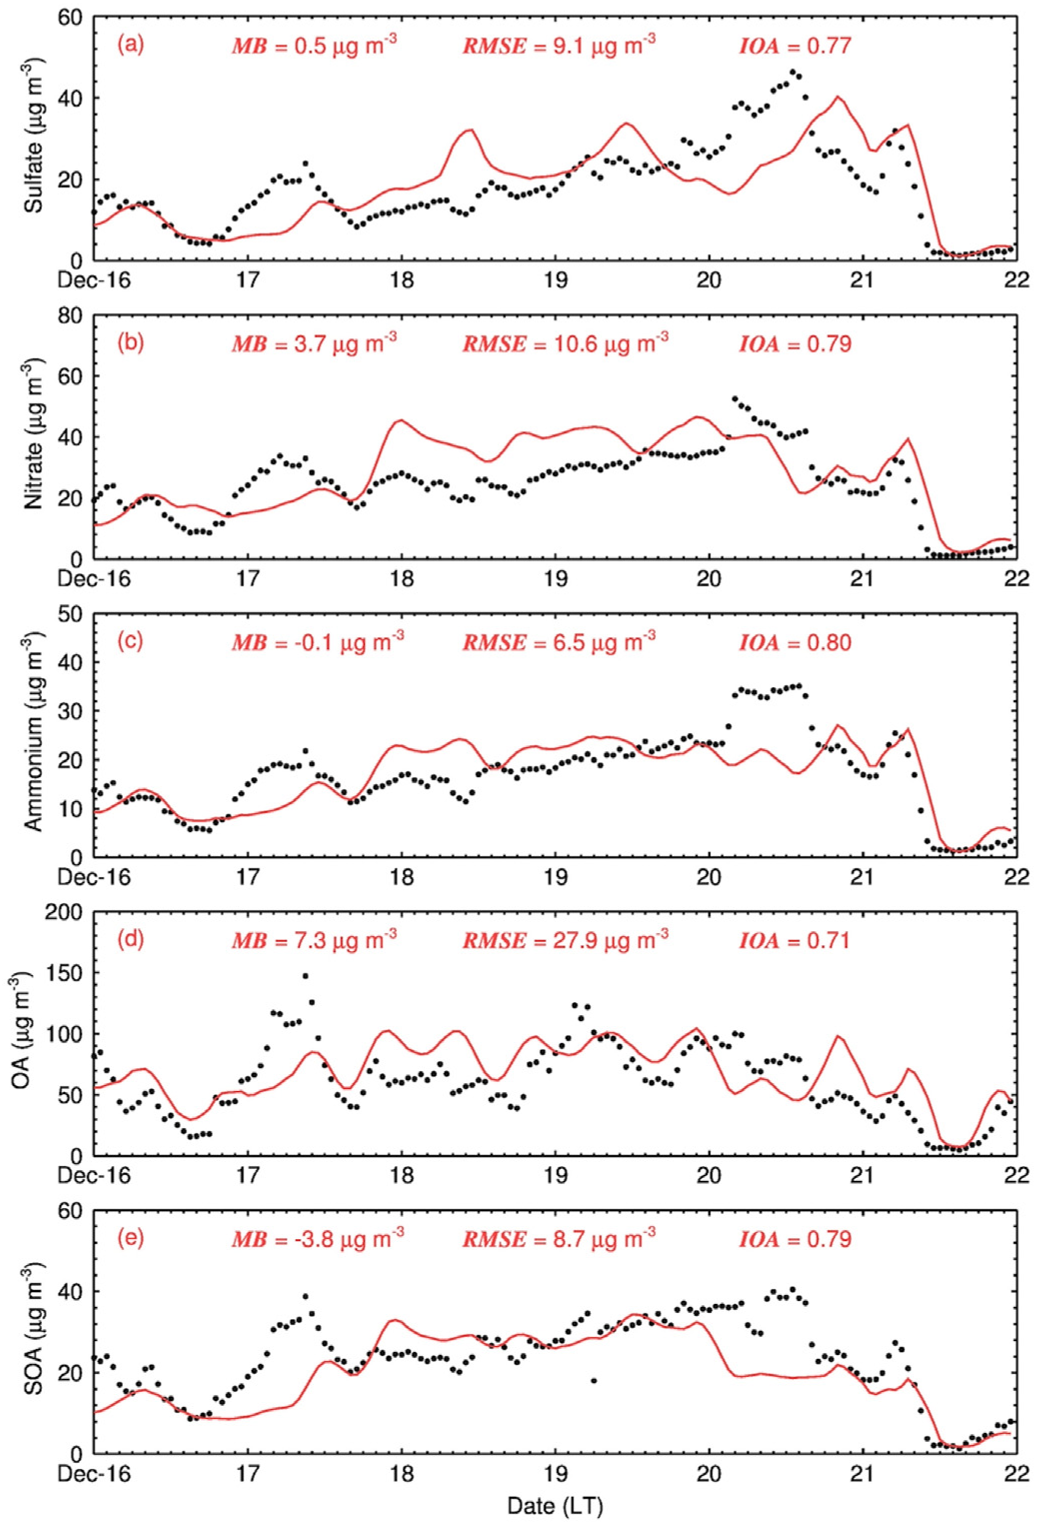 (a) MB = 0.5 µg m-3 RMSE = 9.1 µg m-3 IOA = 0.77
Sulfate (µg m-3)
60
40
20
0
Dec-16 17 18 19 20 21 22
(b) MB = 3.7 µg m-3 RMSE = 10.6 µg m-3 IOA = 0.79
Nitrate (µg m-3)
80
60
40
20
0
Dec-16 17 18 19 20 21 22
(c) MB = -0.1 µg m-3 RMSE = 6.5 µg m-3 IOA = 0.80
Ammonium (µg m-3)
50
40
30
20
10
0
Dec-16 17 18 19 20 21 22
(d) MB = 7.3 µg m-3 RMSE = 27.9 µg m-3 IOA = 0.71
OA (µg m-3)
200
150
100
50
0
Dec-16 17 18 19 20 21 22
(e) MB = -3.8 µg m-3 RMSE = 8.7 µg m-3 IOA = 0.79
SOA (µg m-3)
60
40
20
0
Dec-16 17 18 19 20 21 22
Date (LT)